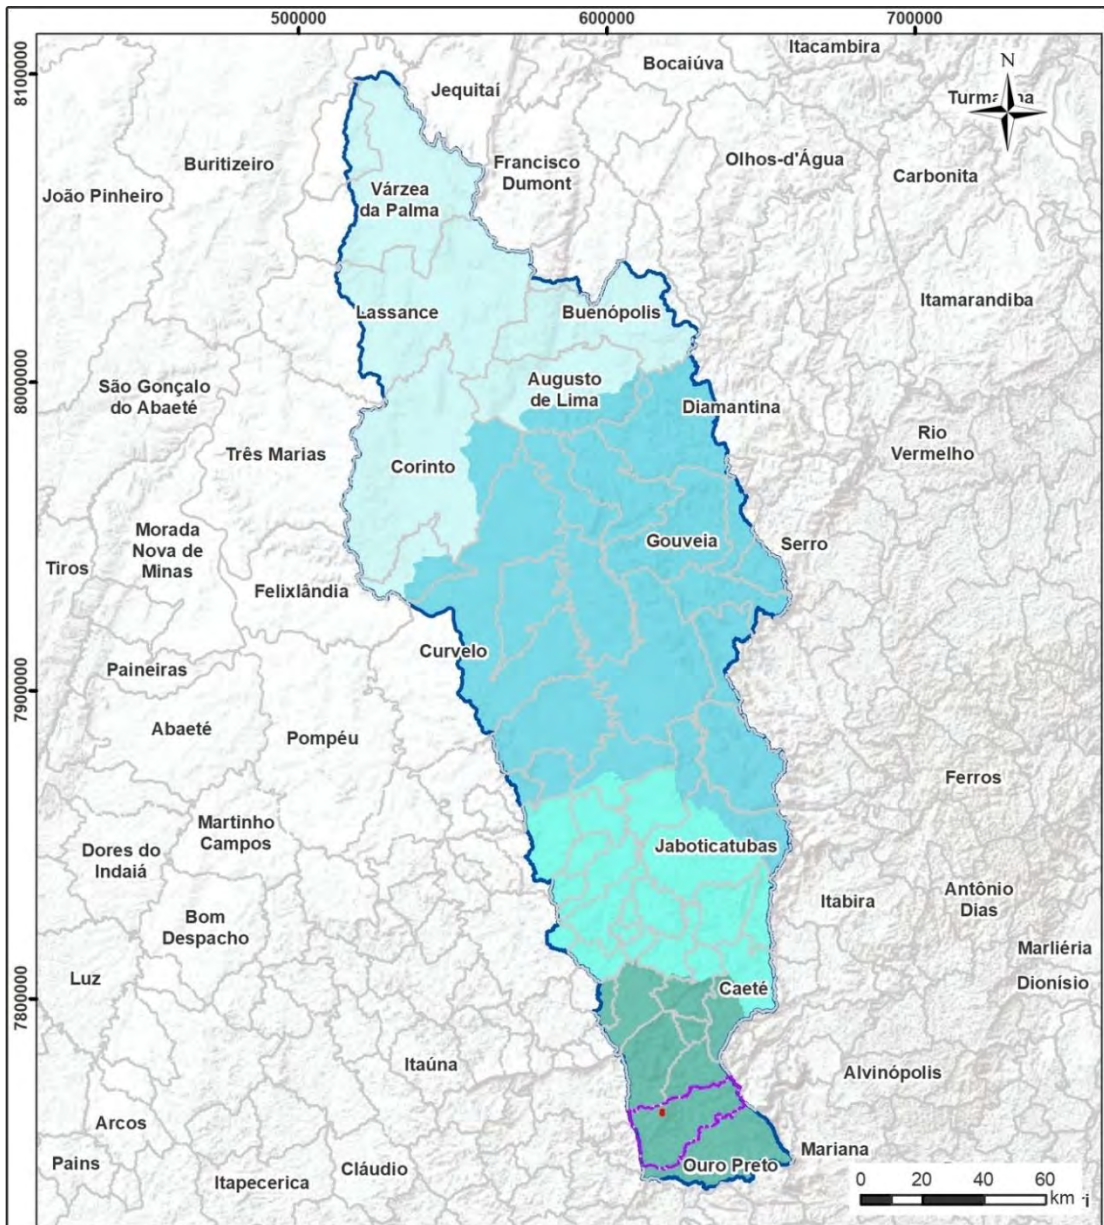 500000
600000
700000
Itacambira
Bocaiúva
N
8100000
Jequitaí
Francisco
Dumont
Olhos-d'Água
Carbonita
Buritizeiro
João Pinheiro
Várzea
da Palma
Itamarandiba
Lassance
Buenópolis
8000000
São Gonçalo
do Abaeté
Augusto
de Lima
Diamantina
Rio
Vermelho
Três Marias
Corinto
Morada
Nova de
Minas
Gouveia
Serro
Tiros
Felixlândia
Curvelo
Paineiras
7900000
Abaeté
Pompéu
Ferros
Martinho
Campos
Dores do
Indaiá
Jaboticatubas
Itabira
Antônio
Dias
Bom
Despacho
Marliéria
Luz
Dionísio
Caeté
7800000
Itaúna
Alvinópolis
Arcos
Mariana
Pains
Cláudio
Ouro Preto
Itapecerica
0 20 40 60
km